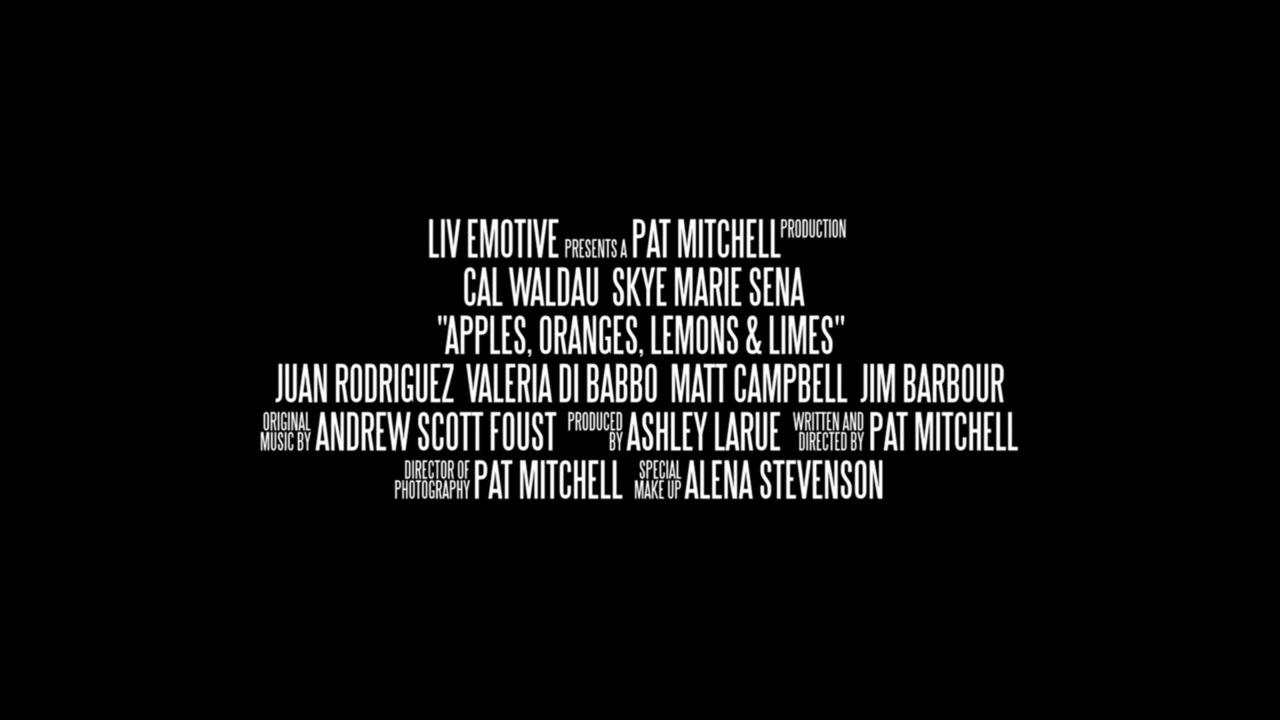 LIV EMOTIVE PRESENTS A PAT MITCHELL PRODUCTION
CAL WALDAU SKYE MARIE SENA
"APPLES, ORANGES, LEMONS & LIMES"
JUAN RODRIGUEZ VALERIA DI BABBO MATT CAMPBELL JIM BARBOUR
ORIGINAL MUSIC BY ANDREW SCOTT FOUST PRODUCED BY ASHLEY LARUE WRITTEN AND DIRECTED BY PAT MITCHELL
DIRECTOR OF PHOTOGRAPHY PAT MITCHELL SPECIAL MAKE UP ALENA STEVENSON